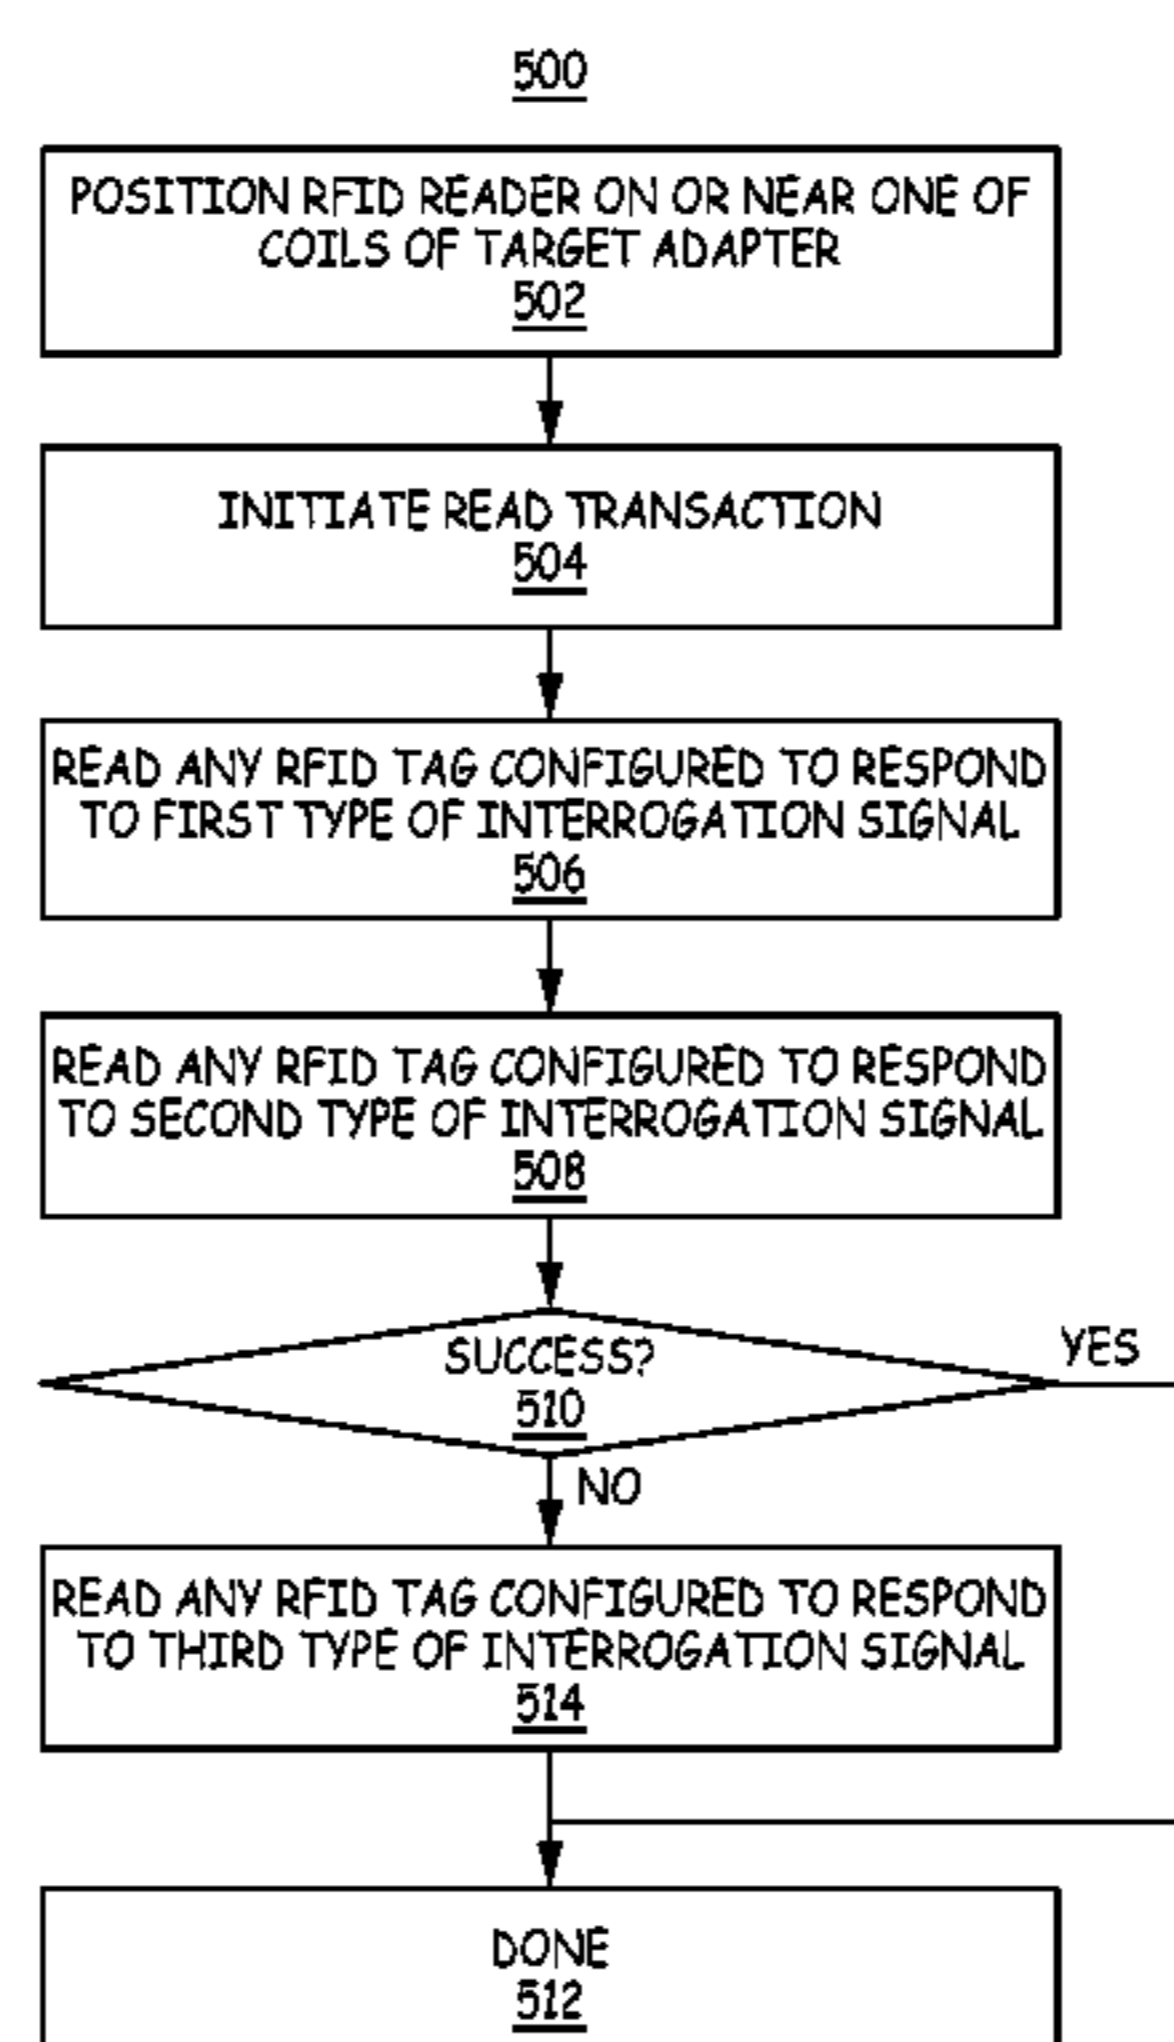 500
POSITION RFID READER ON OR NEAR ONE OF
COILS OF TARGET ADAPTER
502
INITIATE READ TRANSACTION
504
READ ANY RFID TAG CONFIGURED TO RESPOND
TO FIRST TYPE OF INTERROGATION SIGNAL
506
READ ANY RFID TAG CONFIGURED TO RESPOND
TO SECOND TYPE OF INTERROGATION SIGNAL
508
SUCCESS?
510
YES
NO
READ ANY RFID TAG CONFIGURED TO RESPOND
TO THIRD TYPE OF INTERROGATION SIGNAL
514
DONE
512